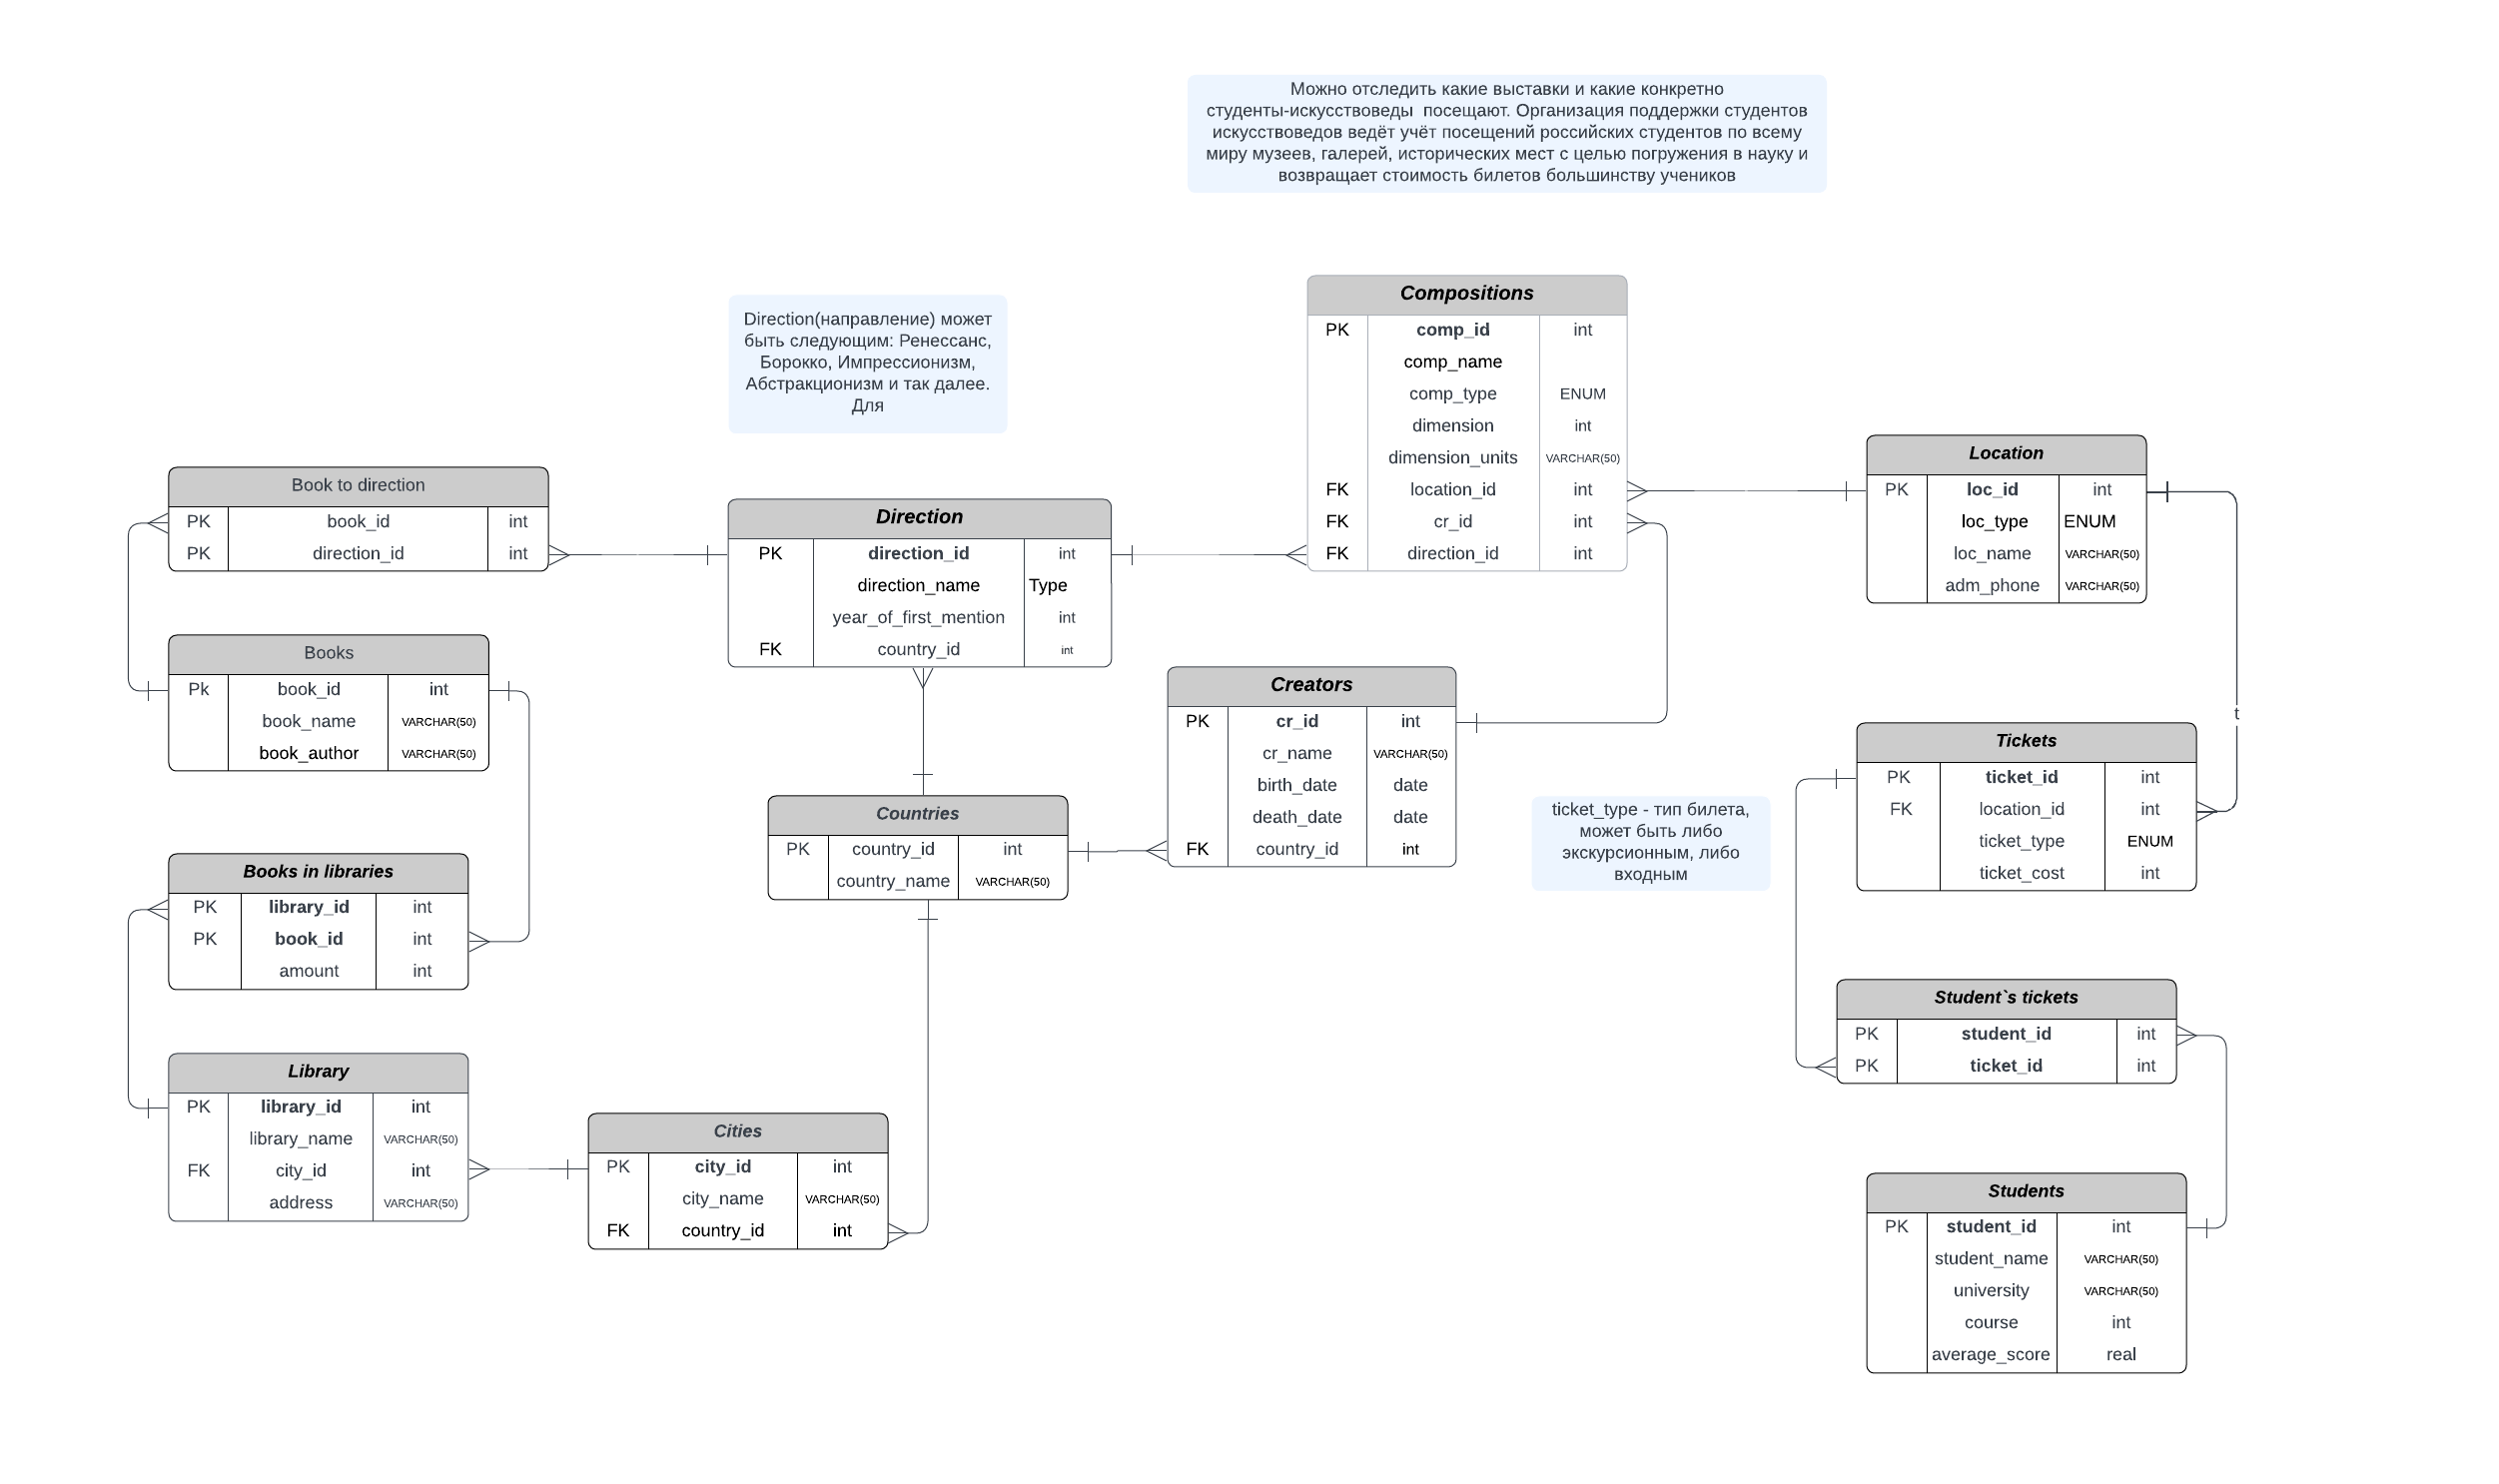 Можно отследить какие выставки и какие конкретно
студенты-искусствоведы  посещают. Организация поддержки студентов
искусствоведов ведёт учёт посещений российских студентов по всему
миру музеев, галерей, исторических мест с целью погружения в науку и
возвращает стоимость билетов большинству учеников
Direction(направление) может
быть следующим: Ренессанс,
Борокко, Импрессионизм,
Абстракционизм и так далее.
Для
Compositions
PK comp_id int
comp_name
comp_type ENUM
dimension int
dimension_units VARCHAR(50)
FK location_id int
FK cr_id int
FK direction_id int
Location
PK loc_id int
loc_type ENUM
loc_name VARCHAR(50)
adm_phone VARCHAR(50)
Book to direction
PK book_id int
PK direction_id int
Direction
PK direction_id int
direction_name Type
year_of_first_mention int
FK country_id int
Books
Pk book_id int
book_name VARCHAR(50)
book_author VARCHAR(50)
Creators
PK cr_id int
cr_name VARCHAR(50)
birth_date date
death_date date
FK country_id int
t
Tickets
PK ticket_id int
FK location_id int
ticket_type ENUM
ticket_cost int
Countries
PK country_id int
country_name VARCHAR(50)
ticket_type - тип билета,
может быть либо
экскурсионным, либо
входным
Books in libraries
PK library_id int
PK book_id int
amount int
Student`s tickets
PK student_id int
PK ticket_id int
Library
PK library_id int
library_name VARCHAR(50)
FK city_id int
address VARCHAR(50)
Cities
PK city_id int
city_name VARCHAR(50)
FK country_id int
Students
PK student_id int
student_name VARCHAR(50)
university VARCHAR(50)
course int
average_score real